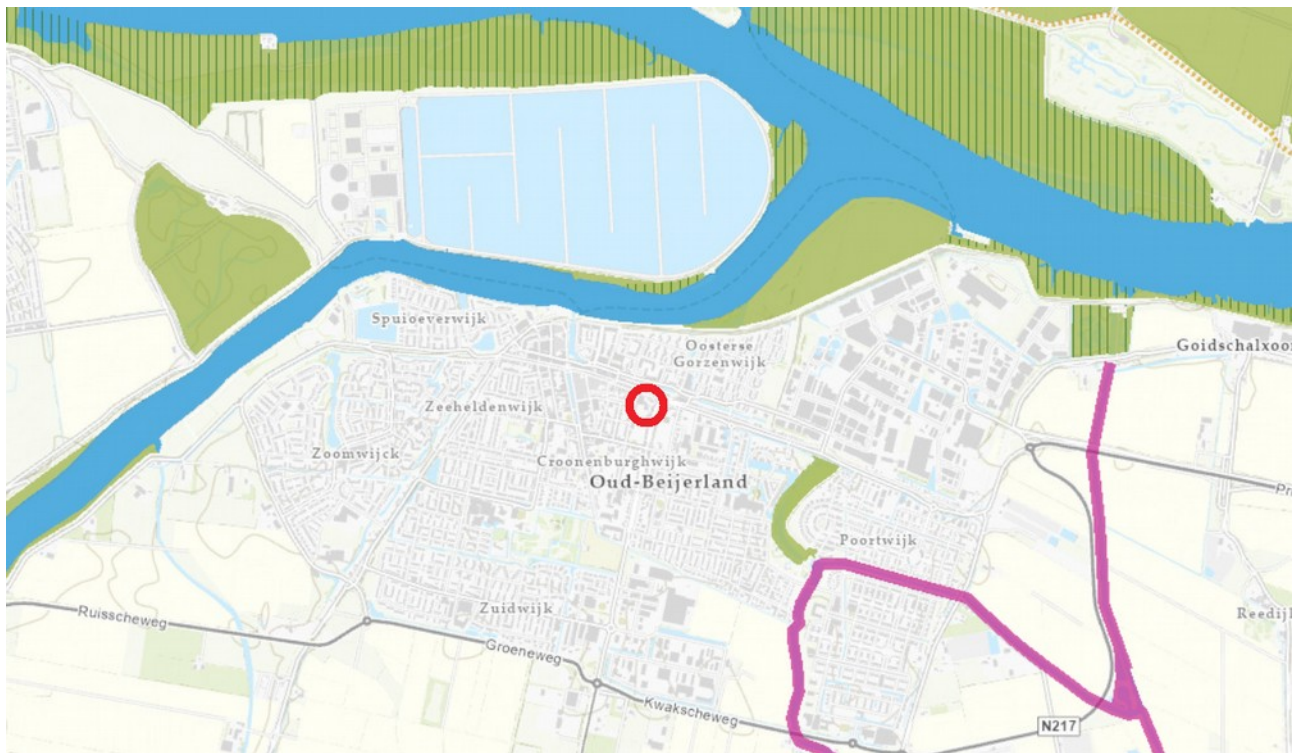 Spuioeverwijk
Oosterse
Gorzenwijk
Goidschalxoor
Zeeheldenwijk
Zoomwijck
Croonenburghwijk
Oud-Beijerland
Poortwijk
Ruisscheweg
Zuidwijk
Groeneweg
Kwakscheweg
N217
Reedijk